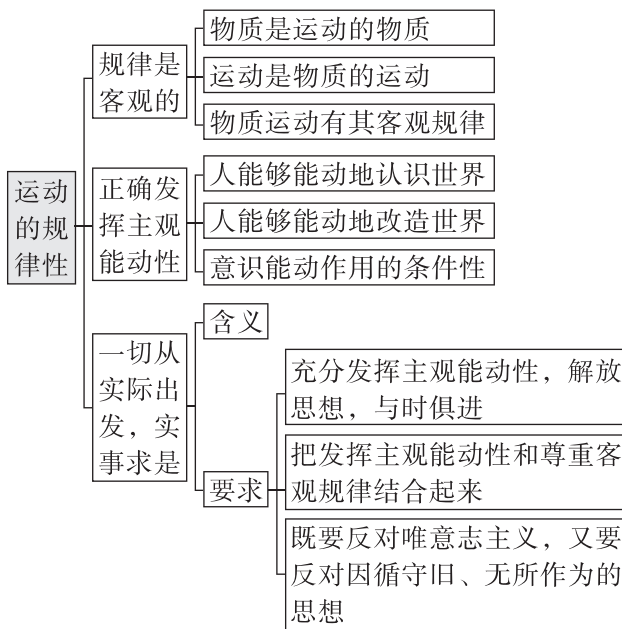 运动
的规
律性
规律是
客观的
物质是运动的物质
运动是物质的运动
物质运动有其客观规律
正确发
挥主观
能动性
人能够能动地认识世界
人能够能动地改造世界
意识能动作用的条件性
一切从
实际出
发，实
事求是
含义
要求
充分发挥主观能动性，解放
思想，与时俱进
把发挥主观能动性和尊重客
观规律结合起来
既要反对唯意志主义，又要
反对因循守旧、无所作为的
思想